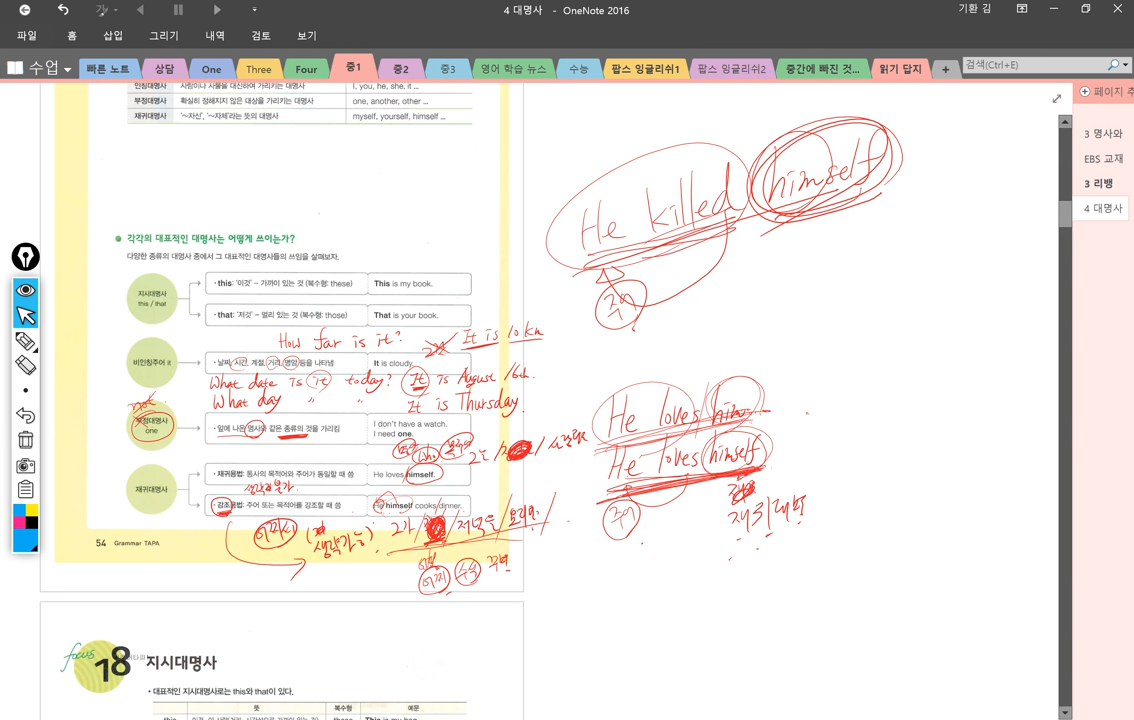 4 대명사 - OneNote 2016
기환 김
파일 홈 삽입 그리기 내역 검토 보기
수업 빠른 노트 상담 One Three Four 중1 중2 중3 영어 학습 뉴스 수능 팝스 잉글리쉬1 팝스 잉글리쉬2 중간에 빠진 것... 읽기 답지 +
검색(Ctrl+E)
페이지 추
3 명사와
EBS 교재
3 리뱅
4 대명사
인칭대명사 사람이나 사물을 대신하여 가리키는 대명사 I, you, he, she, it ...
부정대명사 확실히 정해지지 않은 대상을 가리키는 대명사 one, another, other ...
재귀대명사 '~자신', '~자체'라는 뜻의 대명사 myself, yourself, himself ...
각각의 대표적인 대명사는 어떻게 쓰이는가?
다양한 종류의 대명사 중에서 그 대표적인 대명사들의 쓰임을 살펴보자.
지시대명사
this / that
• this: '이것' – 가까이 있는 것 (복수형: these) This is my book.
• that: '저것' – 멀리 있는 것 (복수형: those) That is your book.
How far is it? It is 10 km
비인칭주어 it
• 날짜, 시간, 계절, 거리, 명암 등을 나타냄 It is cloudy.
What date is it today? It is August 16th.
What day " " It is Thursday.
not
부정대명사
one
앞에 나온 명사와 같은 종류의 것을 가리킴 I don't have a watch.
I need one.
재귀대명사
• 재귀용법: 동사의 목적어와 주어가 동일할 때 씀 He loves himself.
생략불가
• 강조용법: 주어 또는 목적어를 강조할 때 씀 He himself cooks dinner.
생략가능
저녁을
수식
54 Grammar TAPA
He killed himself
주어
He loves him
He loves himself
주어
재귀대명
focus
18 지시대명사
• 대표적인 지시대명사로는 this와 that이 있다.
뜻 복수형 예문